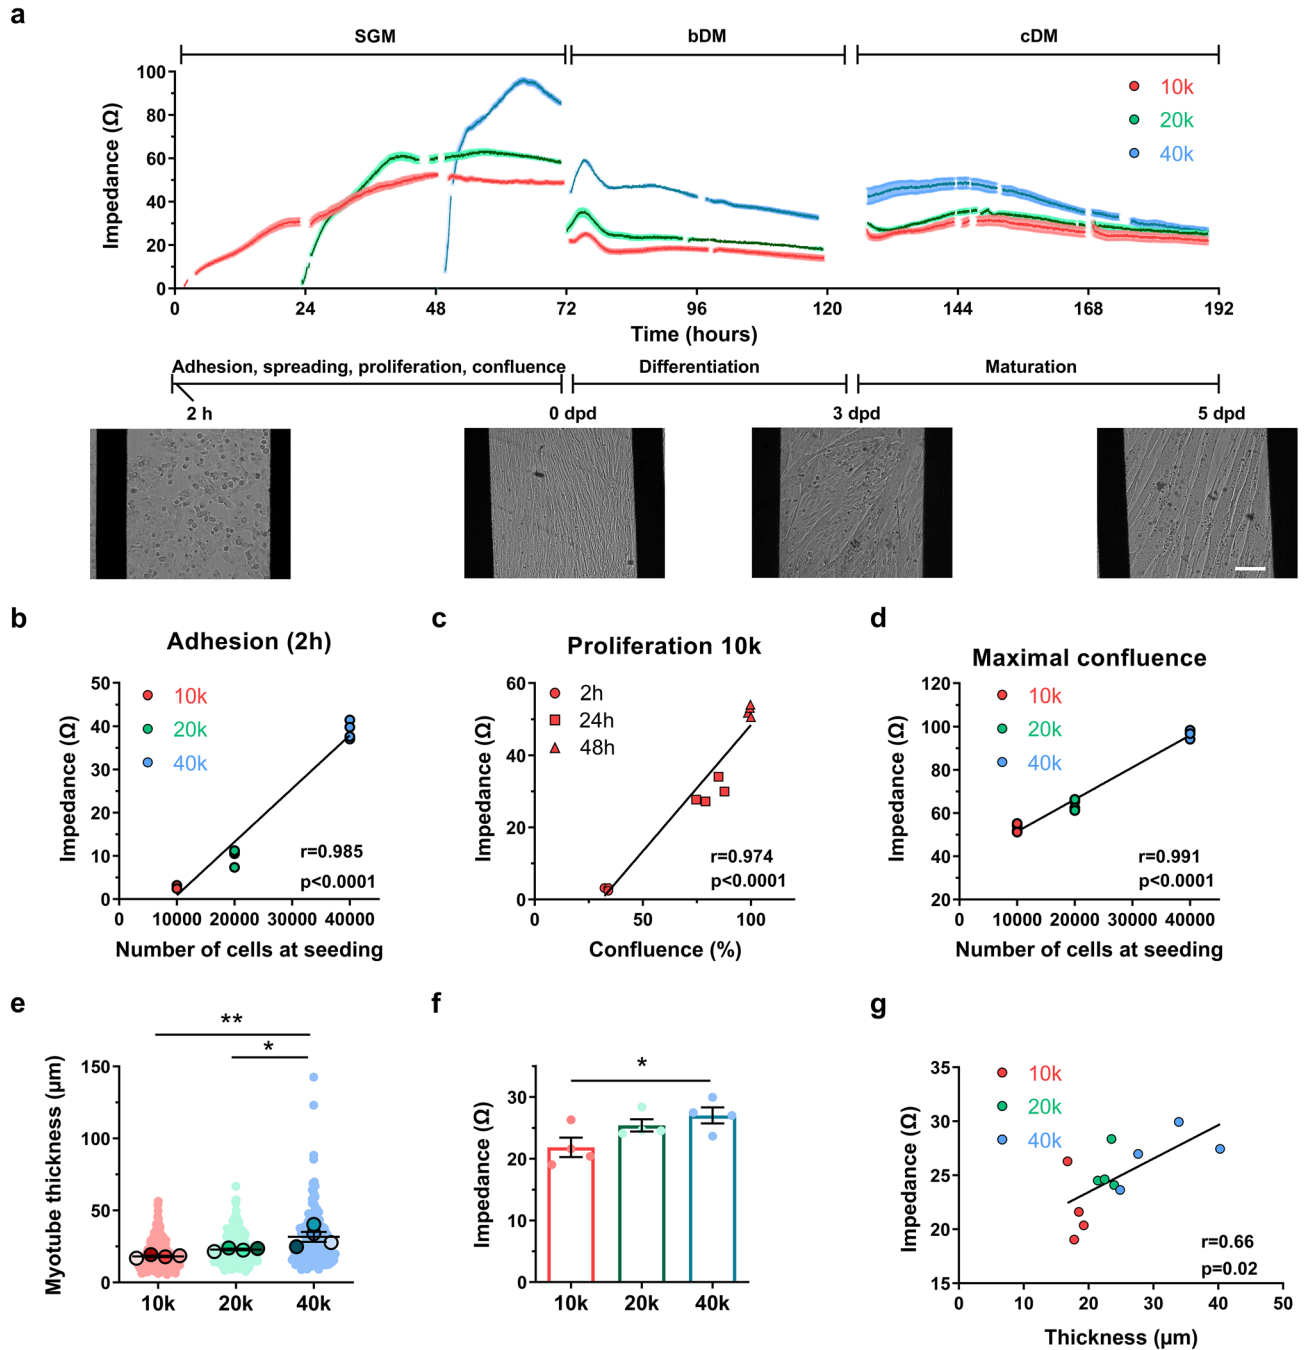 a
SGM
bDM
cDM
Impedance (Ω)
100
80
60
40
20
0
10k
20k
40k
0
24
48
72
96
120
144
168
192
Time (hours)
Adhesion, spreading, proliferation, confluence
Differentiation
Maturation
2 h
0 dpd
3 dpd
5 dpd
b
Adhesion (2h)
Impedance (Ω)
50
40
30
20
10
0
10k
20k
40k
r=0.985
p<0.0001
0
10000
20000
30000
40000
Number of cells at seeding
c
Proliferation 10k
Impedance (Ω)
60
40
20
0
2h
24h
48h
r=0.974
p<0.0001
0
50
100
Confluence (%)
d
Maximal confluence
Impedance (Ω)
120
100
80
60
40
20
10k
20k
40k
r=0.991
p<0.0001
0
10000
20000
30000
40000
Number of cells at seeding
e
Myotube thickness (μm)
150
100
50
0
**
*
10k
20k
40k
f
Impedance (Ω)
30
20
10
0
*
10k
20k
40k
g
Impedance (Ω)
35
30
25
20
15
10k
20k
40k
r=0.66
p=0.02
0
10
20
30
40
50
Thickness (μm)